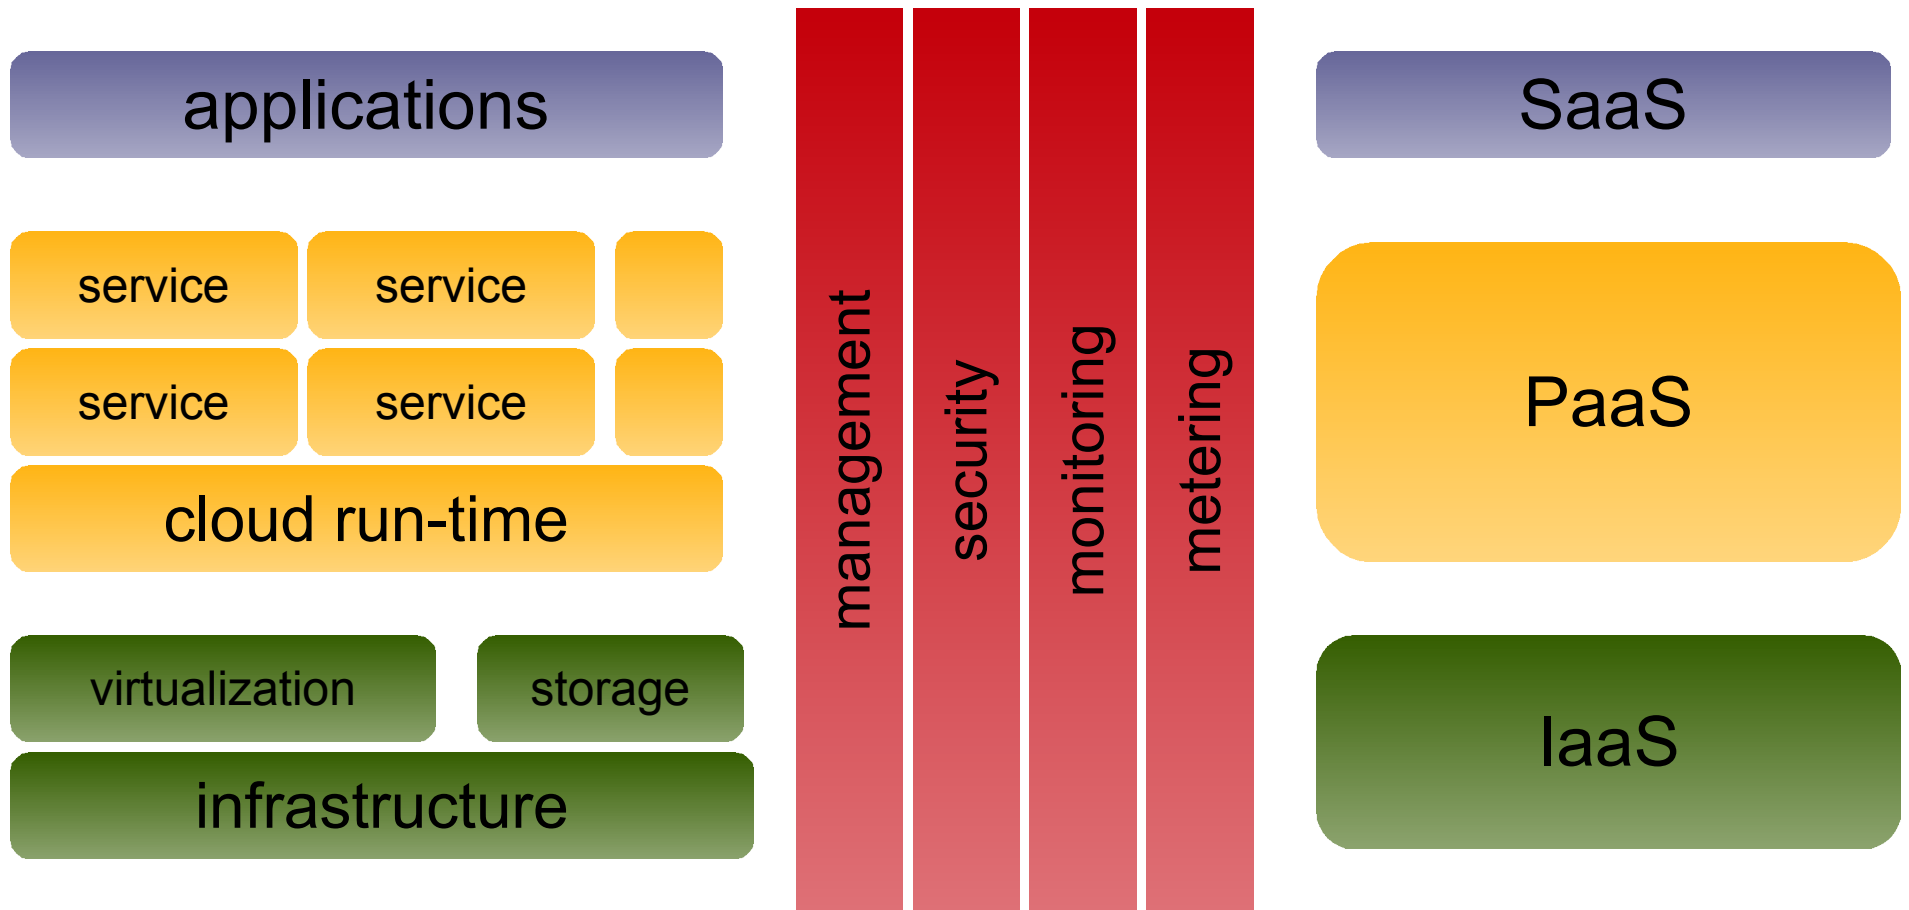 applications
service
service
service
service
cloud run-time
virtualization
storage
infrastructure
management
security
monitoring
metering
SaaS
PaaS
IaaS